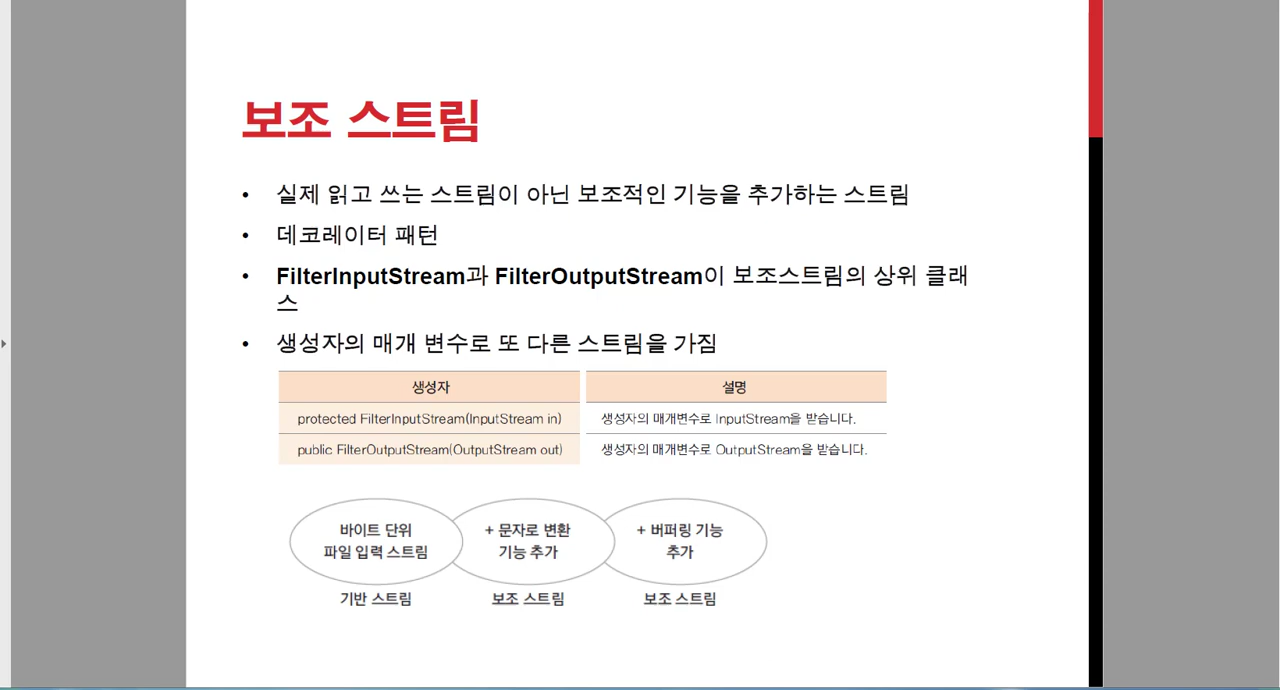 보조 스트림
• 실제 읽고 쓰는 스트림이 아닌 보조적인 기능을 추가하는 스트림
• 데코레이터 패턴
• FilterInputStream과 FilterOutputStream이 보조스트림의 상위 클래
스
• 생성자의 매개 변수로 또 다른 스트림을 가짐
생성자 설명
protected FilterInputStream(InputStream in) 생성자의 매개변수로 InputStream을 받습니다.
public FilterOutputStream(OutputStream out) 생성자의 매개변수로 OutputStream을 받습니다.
바이트 단위
파일 입력 스트림
+ 문자로 변환
기능 추가
+ 버퍼링 기능
추가
기반 스트림
보조 스트림
보조 스트림